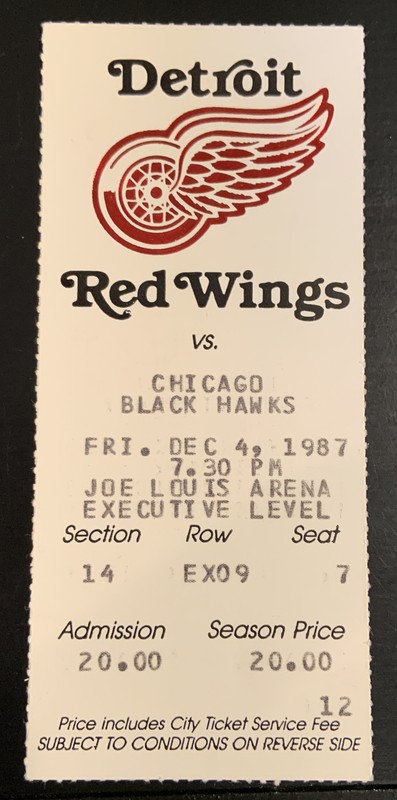 Detroit
Red Wings
vs.
CHICAGO
BLACK HAWKS
FRI. DEC 4, 1987
7.30 PM
JOE LOUIS ARENA
EXECUTIVE LEVEL
Section Row Seat
14 EX09 7
Admission Season Price
20.00 20.00
12
Price includes City Ticket Service Fee
SUBJECT TO CONDITIONS ON REVERSE SIDE